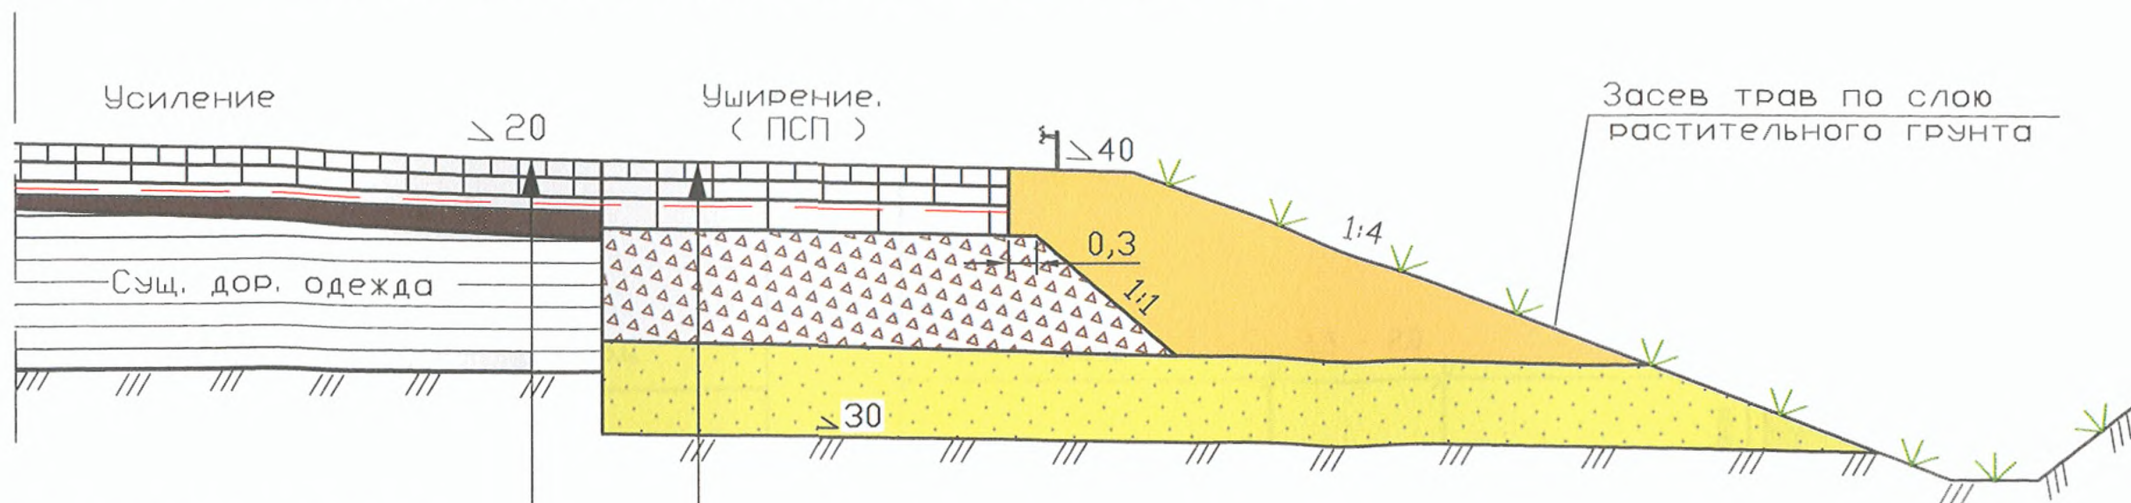 Усиление
20
Уширение.
( ПСП )
40
Засев трав по слою
растительного грунта
1:4
0,3
1:1
Сущ. дор. одежда
30